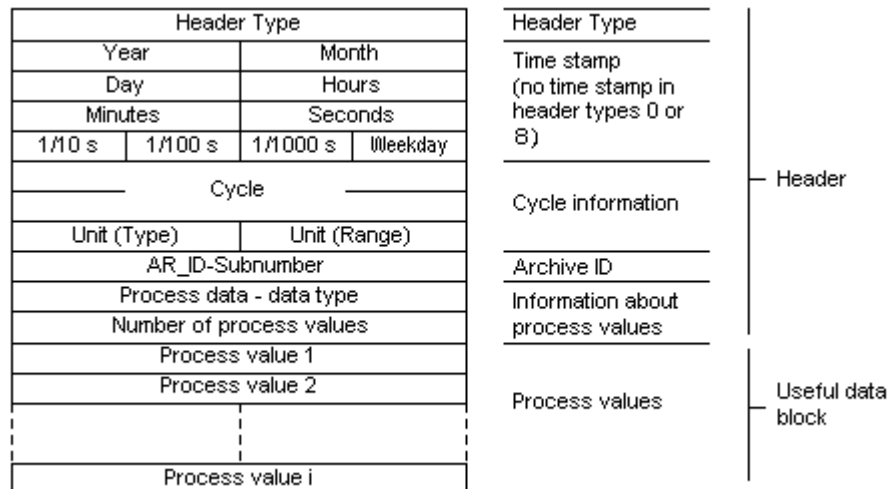 Header Type
Year Month
Day Hours
Minutes Seconds
1/10 s 1/100 s 1/1000 s Weekday
Cycle
Unit (Type) Unit (Range)
AR_ID-Subnumber
Process data - data type
Number of process values
Process value 1
Process value 2
Process value i
Header Type
Time stamp
(no time stamp in
header types 0 or
8)
Cycle information
Archive ID
Information about
process values
Process values
Header
Useful data
block